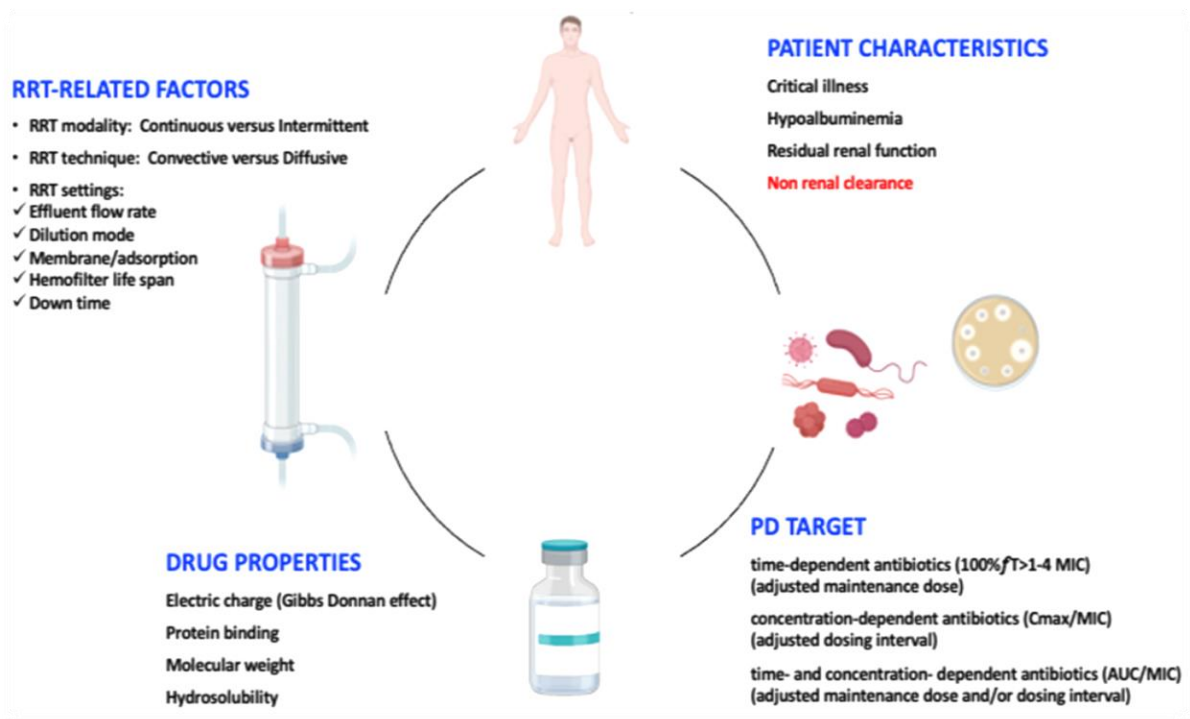 RRT-RELATED FACTORS
• RRT modality: Continuous versus Intermittent
• RRT technique: Convective versus Diffusive
• RRT settings:
✓ Effluent flow rate
✓ Dilution mode
✓ Membrane/adsorption
✓ Hemofilter life span
✓ Down time
PATIENT CHARACTERISTICS
Critical illness
Hypoalbuminemia
Residual renal function
Non renal clearance
DRUG PROPERTIES
Electric charge (Gibbs Donnan effect)
Protein binding
Molecular weight
Hydrosolubility
PD TARGET
time-dependent antibiotics (100%ƒT>1-4 MIC)
(adjusted maintenance dose)
concentration-dependent antibiotics (Cmax/MIC)
(adjusted dosing interval)
time- and concentration- dependent antibiotics (AUC/MIC)
(adjusted maintenance dose and/or dosing interval)